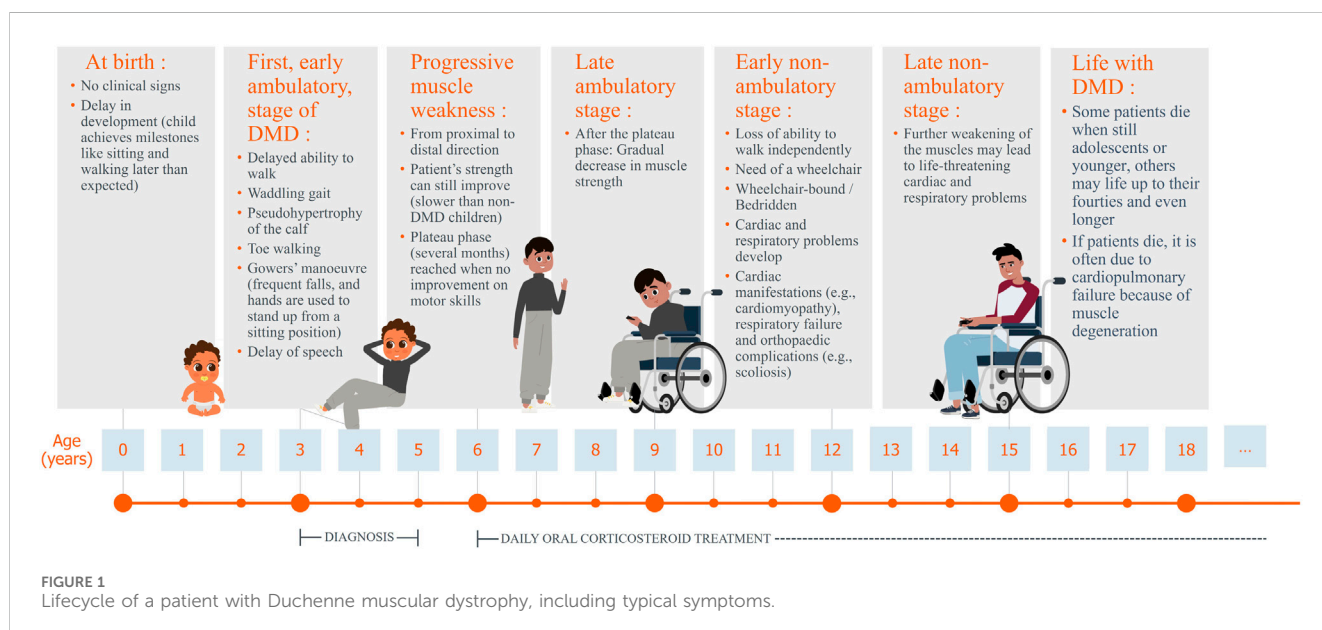 At birth :
• No clinical signs
• Delay in
development (child
achieves milestones
like sitting and
walking later than
expected)
First, early
ambulatory,
stage of
DMD :
• Delayed ability to
walk
• Waddling gait
• Pseudohypertrophy
of the calf
• Toe walking
• Gowers’ manoeuvre
(frequent falls, and
hands are used to
stand up from a
sitting position)
• Delay of speech
Progressive
muscle
weakness :
• From proximal to
distal direction
• Patient’s strength
can still improve
(slower than non-
DMD children)
• Plateau phase
(several months)
reached when no
improvement on
motor skills
Late
ambulatory
stage :
• After the plateau
phase: Gradual
decrease in muscle
strength
Early non-
ambulatory
stage :
• Loss of ability to
walk independently
• Need of a wheelchair
• Wheelchair-bound /
Bedridden
• Cardiac and
respiratory problems
develop
• Cardiac
manifestations (e.g.,
cardiomyopathy),
respiratory failure
and orthopaedic
complications (e.g.,
scoliosis)
Late non-
ambulatory
stage :
• Further weakening of
the muscles may lead
to life-threatening
cardiac and
respiratory problems
Life with
DMD :
• Some patients die
when still
adolescents or
younger, others
may life up to their
fourties and even
longer
• If patients die, it is
often due to
cardiopulmonary
failure because of
muscle
degeneration
Age
(years)
0 1 2 3 4 5 6 7 8 9 10 11 12 13 14 15 16 17 18 ...
DIAGNOSIS
DAILY ORAL CORTICOSTEROID TREATMENT
FIGURE 1
Lifecycle of a patient with Duchenne muscular dystrophy, including typical symptoms.